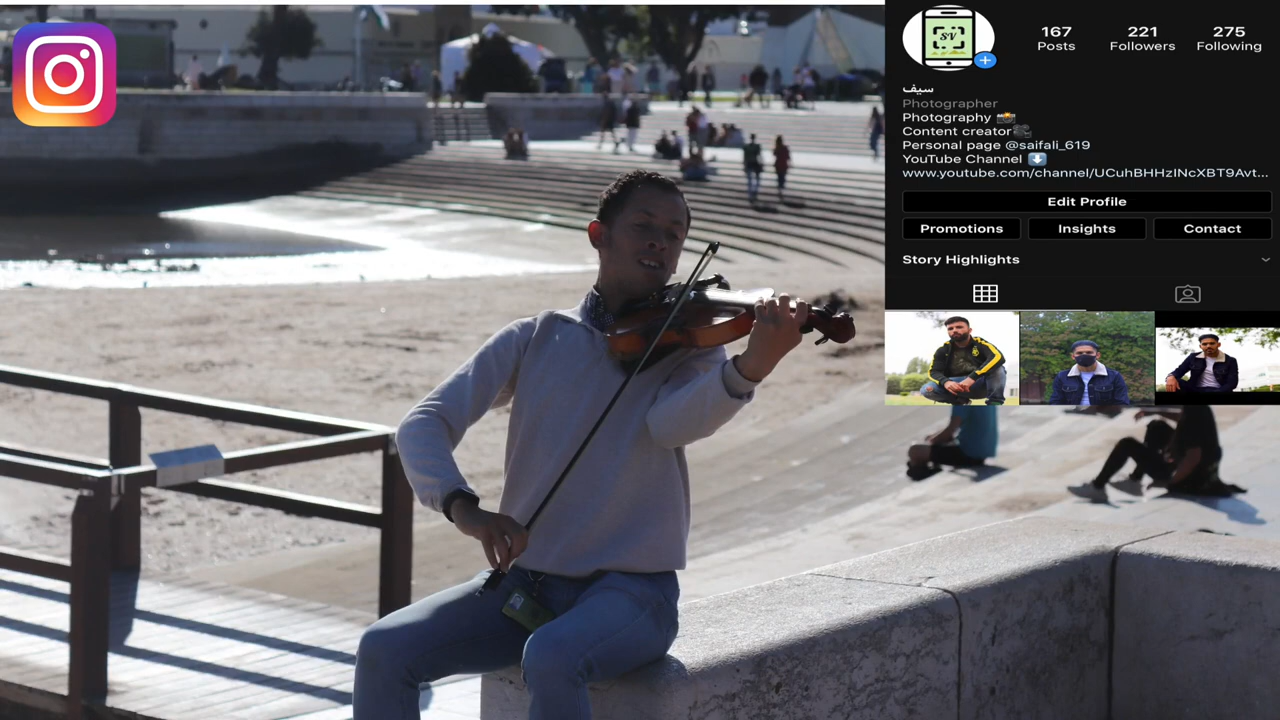 SV
167 221 275
Posts Followers Following
سيف
Photographer
Photography
Content creator
Personal page @saifali_619
YouTube Channel
www.youtube.com/channel/UCuhBHHzINcXBT9Avt...
Edit Profile
Promotions Insights Contact
Story Highlights